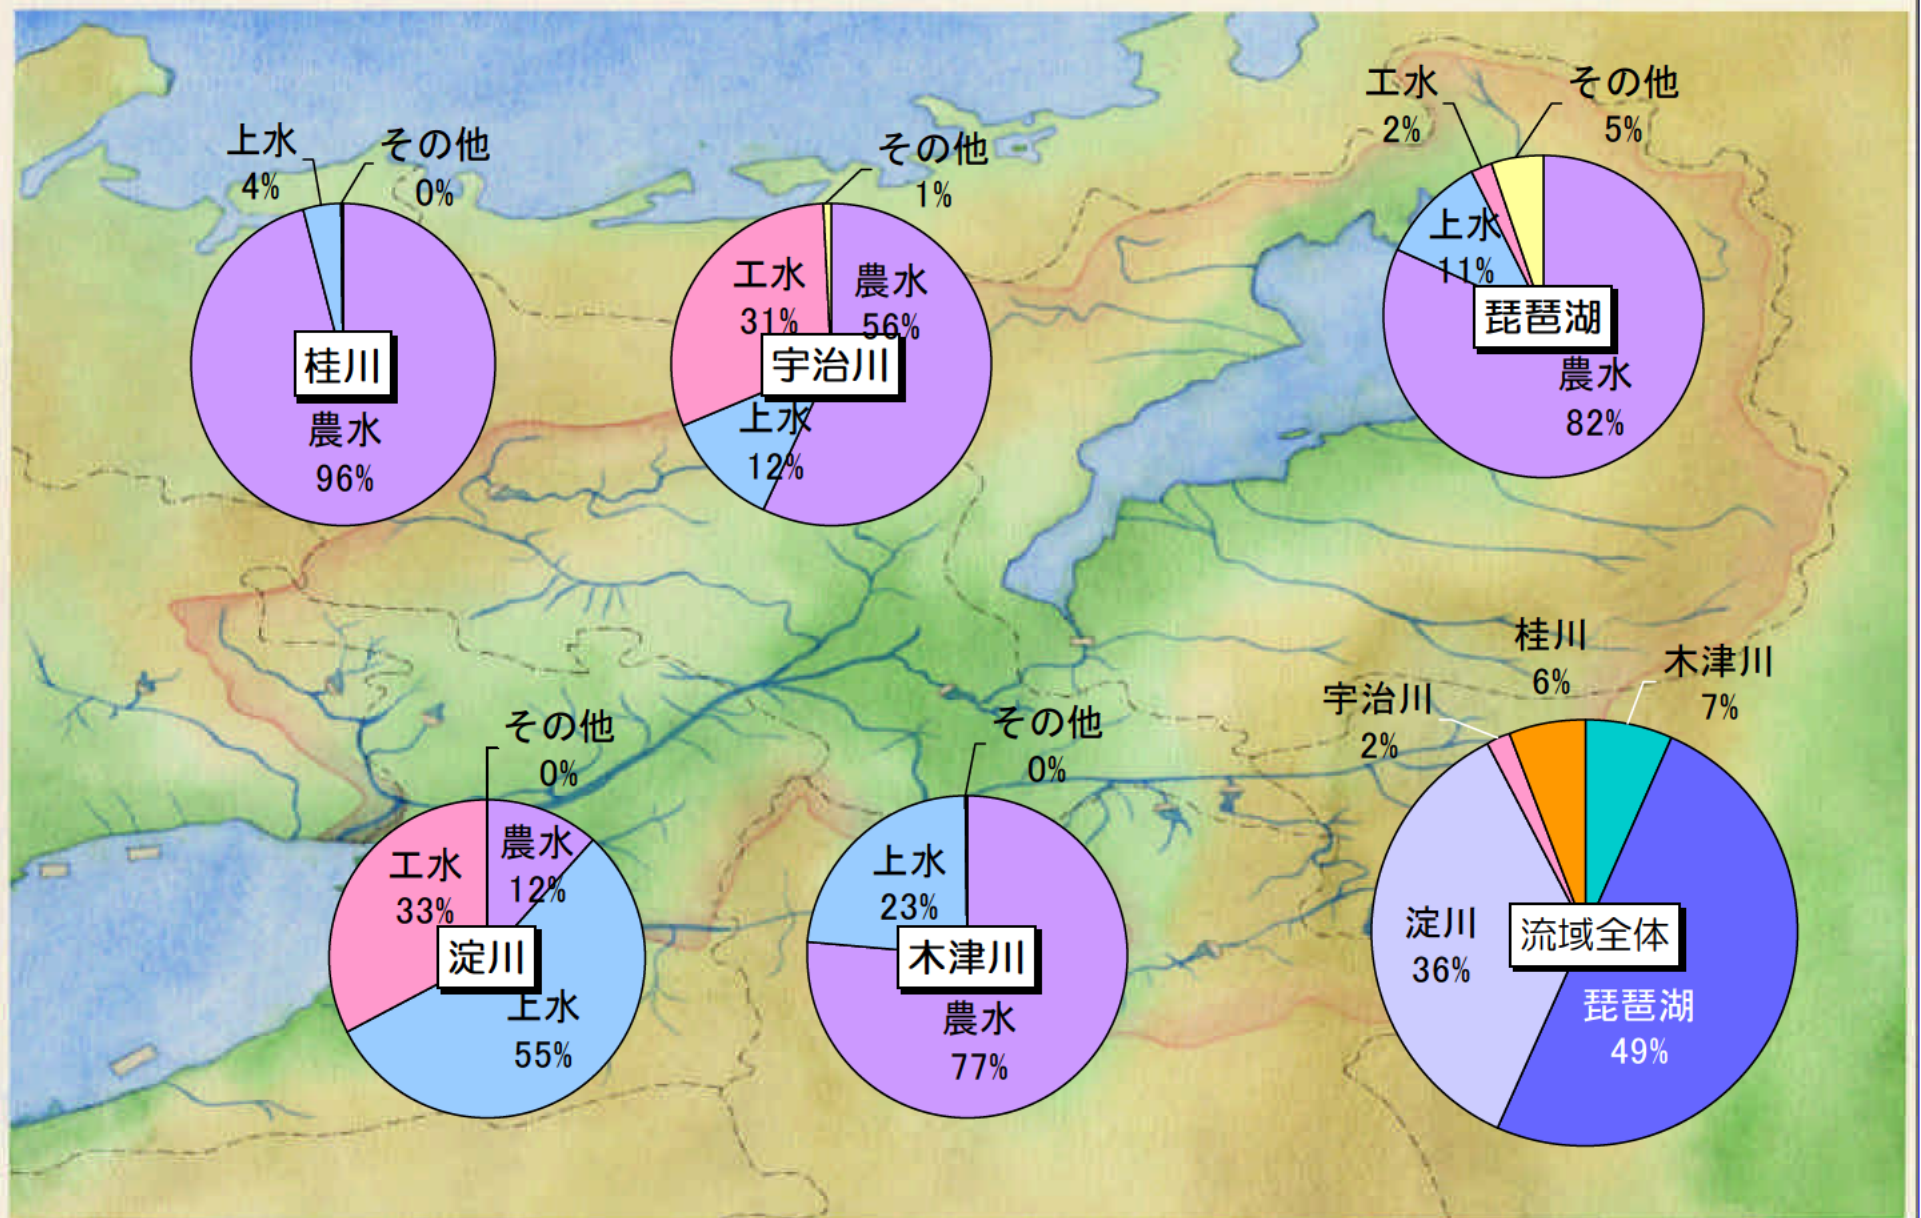 上水
4%
その他
0%
桂川
農水
96%
その他
1%
工水
31%
農水
56%
宇治川
上水
12%
工水
2%
その他
5%
上水
11%
琵琶湖
農水
82%
その他
0%
工水
33%
農水
12%
淀川
上水
55%
その他
0%
上水
23%
木津川
農水
77%
桂川
6%
木津川
7%
宇治川
2%
淀川
36%
流域全体
琵琶湖
49%